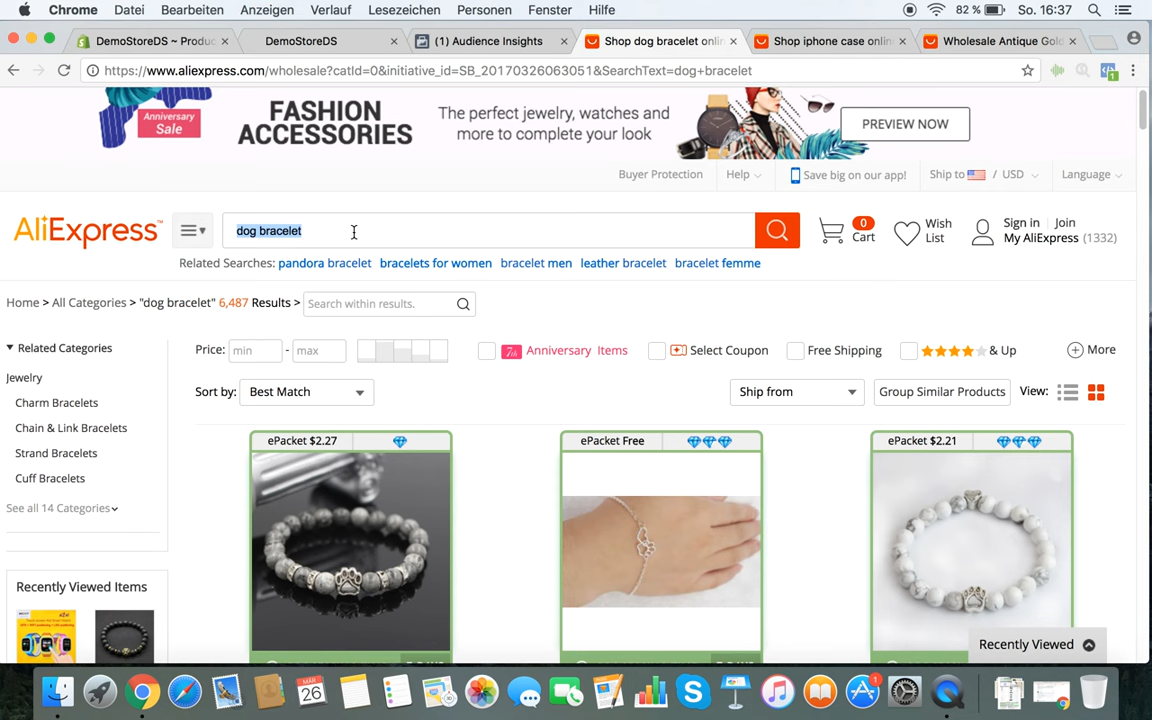 Chrome Datei Bearbeiten Anzeigen Verlauf Lesezeichen Personen Fenster Hilfe 82 % So. 16:37
DemoStoreDS ~ Produc DemoStoreDS (1) Audience Insights Shop dog bracelet onlin Shop iphone case onlin Wholesale Antique Gold
https://www.aliexpress.com/wholesale?catId=0&initiative_id=SB_20170326063051&SearchText=dog+bracelet 1
Anniversary
Sale
FASHION
ACCESSORIES
The perfect jewelry, watches and
more to complete your look
PREVIEW NOW
Buyer Protection Help Save big on our app! Ship to / USD Language
AliExpress™ dog bracelet 0 Cart Wish List Sign in Join
My AliExpress (1332)
Related Searches: pandora bracelet bracelets for women bracelet men leather bracelet bracelet femme
Home > All Categories > "dog bracelet" 6,487 Results > Search within results.
Related Categories
Price: min - max 7th Anniversary Items Select Coupon Free Shipping & Up More
Jewelry
Charm Bracelets
Chain & Link Bracelets
Strand Bracelets
Cuff Bracelets
See all 14 Categories
Sort by: Best Match Ship from Group Similar Products View:
ePacket $2.27 ePacket Free ePacket $2.21
Recently Viewed Items
Recently Viewed
MAR
26
1